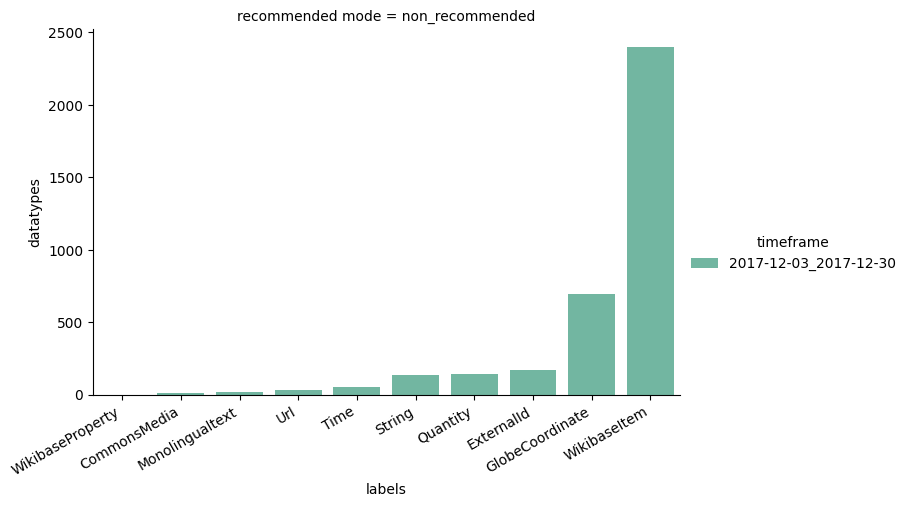 recommended mode = non_recommended
2500
2000
1500
1000
500
0
datatypes
WikibaseProperty
CommonsMedia
Monolingualtext
Url
Time
String
Quantity
ExternalId
GlobeCoordinate
WikibaseItem
labels
timeframe
2017-12-03_2017-12-30